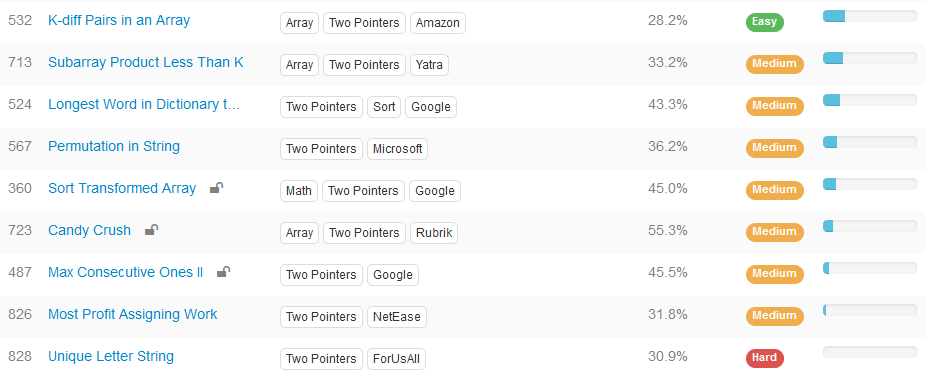 532 K-diff Pairs in an Array Array Two Pointers Amazon 28.2% Easy
713 Subarray Product Less Than K Array Two Pointers Yatra 33.2% Medium
524 Longest Word in Dictionary t... Two Pointers Sort Google 43.3% Medium
567 Permutation in String Two Pointers Microsoft 36.2% Medium
360 Sort Transformed Array Math Two Pointers Google 45.0% Medium
723 Candy Crush Array Two Pointers Rubrik 55.3% Medium
487 Max Consecutive Ones II Two Pointers Google 45.5% Medium
826 Most Profit Assigning Work Two Pointers NetEase 31.8% Medium
828 Unique Letter String Two Pointers ForUsAll 30.9% Hard